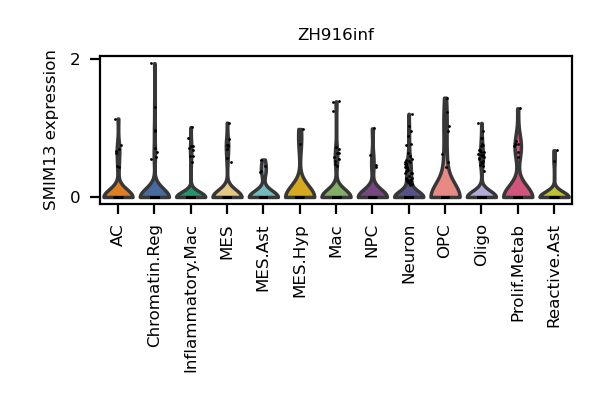 ZH916inf
SMIM13 expression
2
0
AC
Chromatin.Reg
Inflammatory.Mac
MES
MES.Ast
MES.Hyp
Mac
NPC
Neuron
OPC
Oligo
Prolif.Metab
Reactive.Ast